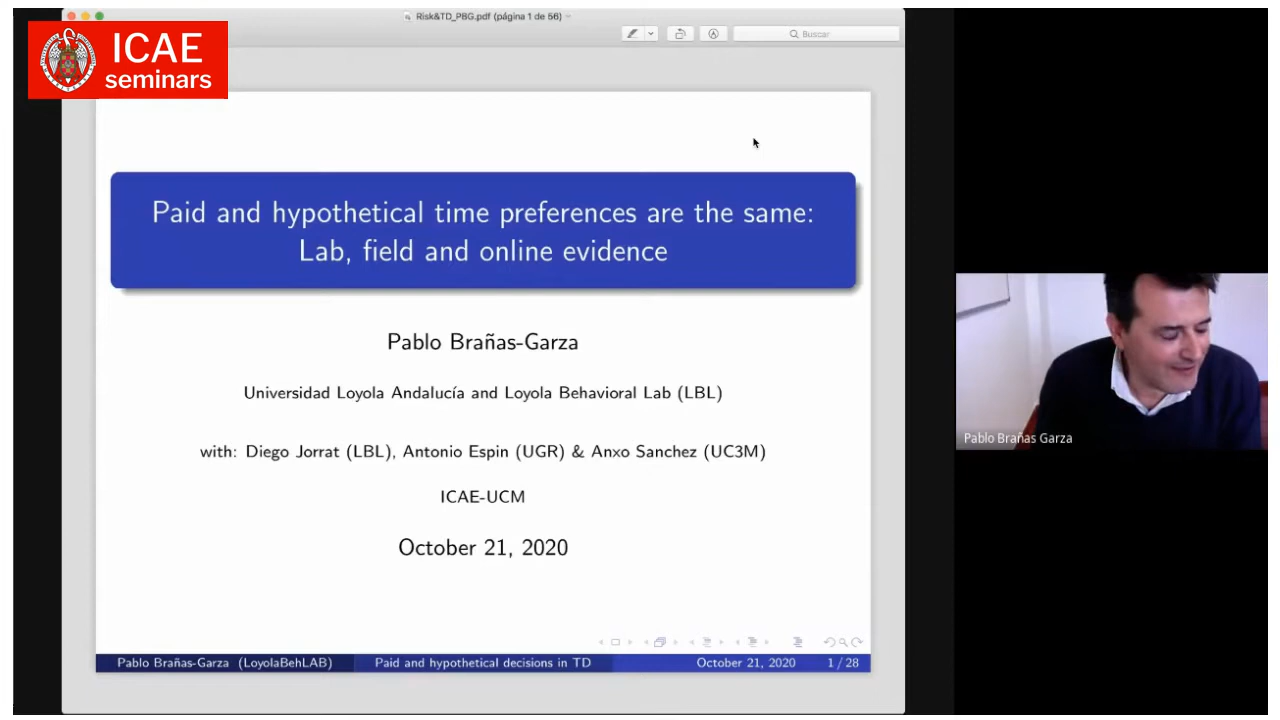 Risk&TD_PBG.pdf (página 1 de 56)
Buscar
ICAE
seminars
Paid and hypothetical time preferences are the same:
Lab, field and online evidence
Pablo Brañas-Garza
Universidad Loyola Andalucía and Loyola Behavioral Lab (LBL)
with: Diego Jorrat (LBL), Antonio Espin (UGR) & Anxo Sanchez (UC3M)
ICAE-UCM
October 21, 2020
Pablo Brañas Garza
Pablo Brañas-Garza (LoyolaBehLAB) Paid and hypothetical decisions in TD October 21, 2020 1 / 28